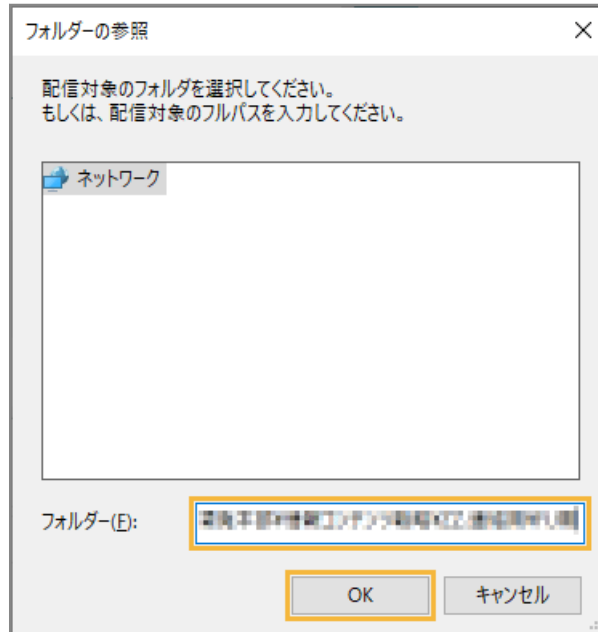 フォルダーの参照
配信対象のフォルダを選択してください。
もしくは、配信対象のフルパスを入力してください。
ネットワーク
フォルダー(F):
OK
キャンセル